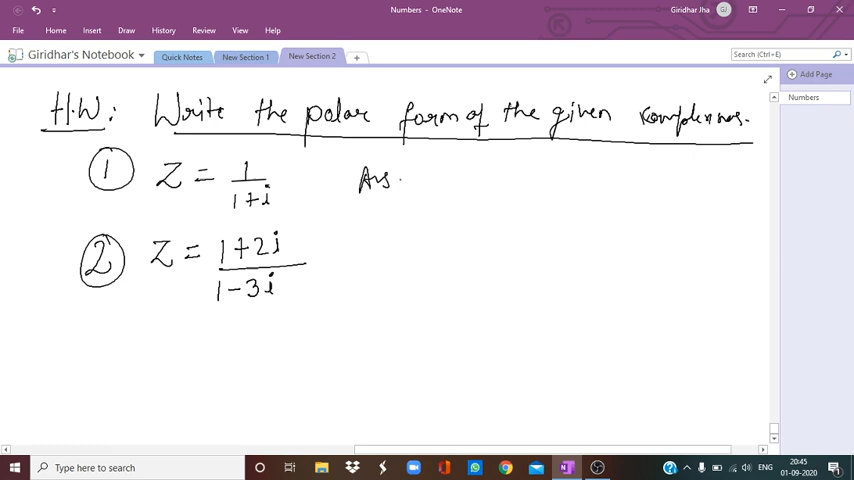 Numbers - OneNote
Giridhar Jha GJ
File Home Insert Draw History Review View Help
Giridhar's Notebook Quick Notes New Section 1 New Section 2 +
Search (Ctrl+E)
Add Page
Numbers
H.W: Write the polar form of the given nos.
1 Z = 1/1+i Ans.
2 Z = 1+2i/1-3i
Type here to search
ENG
20:45
01-09-2020